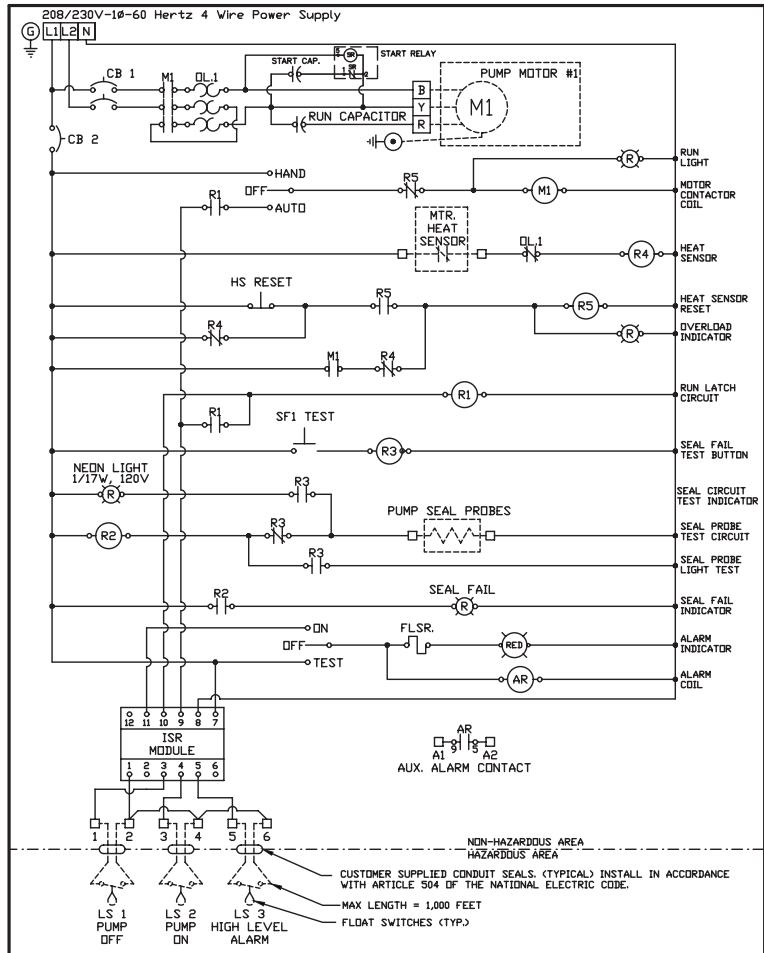 208/230V-1Ø-60 Hertz 4 Wire Power Supply
G L1 L2 N
CB 1
M1
OL.1
START CAP.
5 SR
SR
1 2
START RELAY
PUMP MOTOR #1
B
Y
R
M1
RUN CAPACITOR
CB 2
HAND
OFF
AUTO
R1
R5
R
RUN
LIGHT
M1
MOTOR
CONTACTOR
COIL
MTR.
HEAT
SENSOR
OL.1
R4
HEAT
SENSOR
HS RESET
R5
R5
HEAT SENSOR
RESET
R4
R
OVERLOAD
INDICATOR
M1
R4
R1
RUN LATCH
CIRCUIT
R1
SF1 TEST
R3
SEAL FAIL
TEST BUTTON
NEON LIGHT
1/17W, 120V
R
R3
SEAL CIRCUIT
TEST INDICATOR
R2
R3
PUMP SEAL PROBES
SEAL PROBE
TEST CIRCUIT
R3
SEAL PROBE
LIGHT TEST
R2
SEAL FAIL
R
SEAL FAIL
INDICATOR
ON
OFF
TEST
FLSR.
RED
ALARM
INDICATOR
AR
ALARM
COIL
12 11 10 9 8 7
ISR
MODULE
1 2 3 4 5 6
AR
A1 9 5 A2
AUX. ALARM CONTACT
1 2 3 4 5 6
NON-HAZARDOUS AREA
HAZARDOUS AREA
CUSTOMER SUPPLIED CONDUIT SEALS. (TYPICAL) INSTALL IN ACCORDANCE
WITH ARTICLE 504 OF THE NATIONAL ELECTRIC CODE.
MAX LENGTH = 1,000 FEET
FLOAT SWITCHES (TYP.)
LS 1
PUMP
OFF
LS 2
PUMP
ON
LS 3
HIGH LEVEL
ALARM